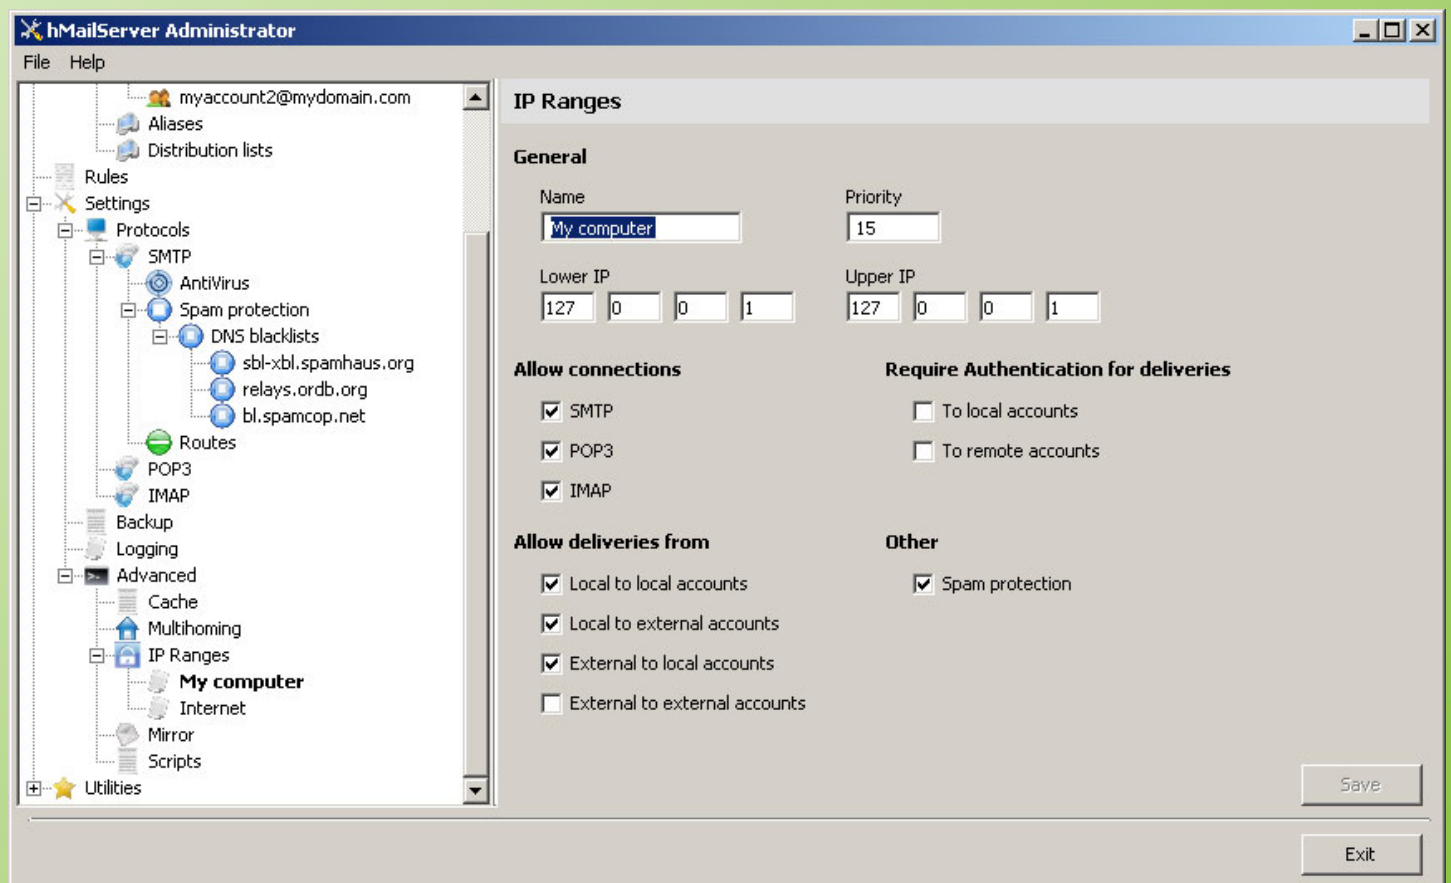 hMailServer Administrator
File Help
myaccount2@mydomain.com
Aliases
Distribution lists
Rules
Settings
Protocols
SMTP
AntiVirus
Spam protection
DNS blacklists
sbl-xbl.spamhaus.org
relays.ordb.org
bl.spamcop.net
Routes
POP3
IMAP
Backup
Logging
Advanced
Cache
Multihoming
IP Ranges
My computer
Internet
Mirror
Scripts
Utilities
IP Ranges
General
Name Priority
My computer 15
Lower IP Upper IP
127 0 0 1 127 0 0 1
Allow connections Require Authentication for deliveries
SMTP To local accounts
POP3 To remote accounts
IMAP
Allow deliveries from Other
Local to local accounts Spam protection
Local to external accounts
External to local accounts
External to external accounts
Save
Exit